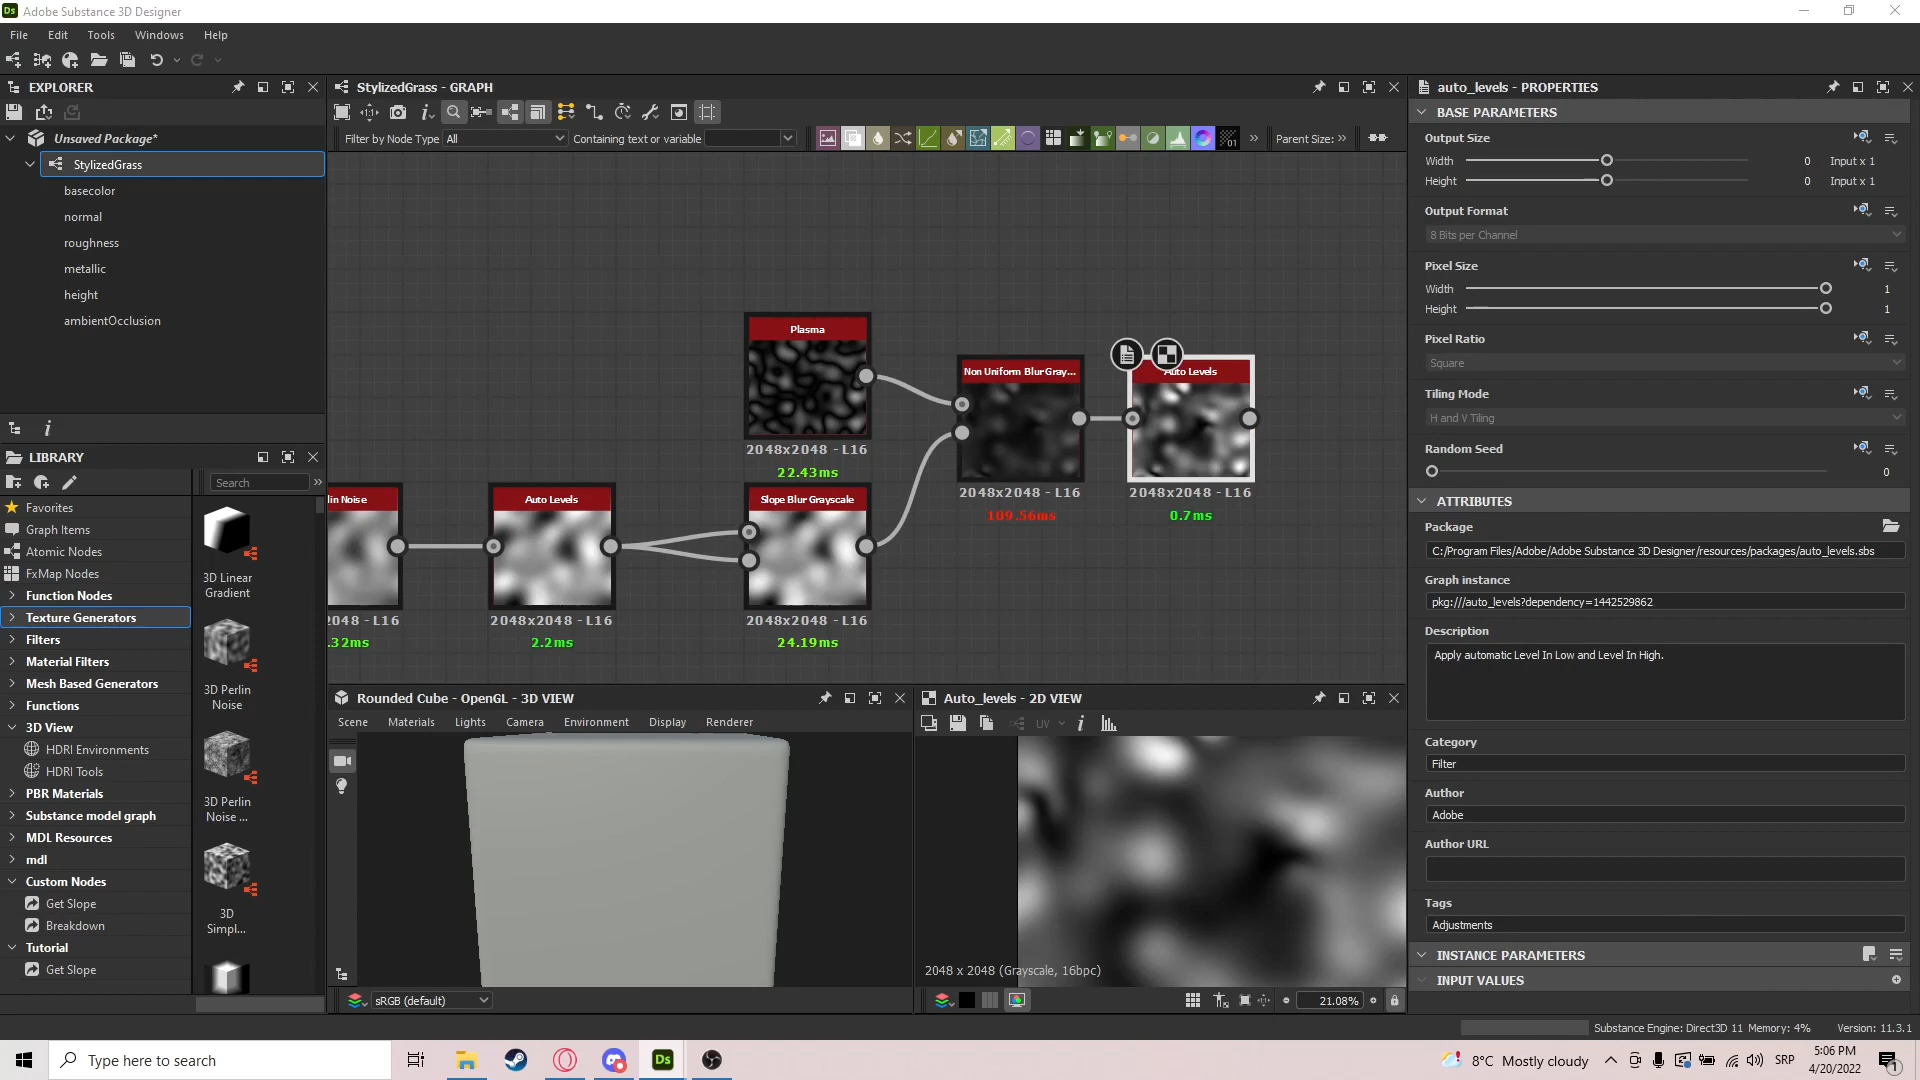 Ds Adobe Substance 3D Designer
File Edit Tools Windows Help
EXPLORER
Unsaved Package*
StylizedGrass
basecolor
normal
roughness
metallic
height
ambientOcclusion
LIBRARY
Search
Favorites
Graph Items
Atomic Nodes
FxMap Nodes
Function Nodes
Texture Generators
Filters
Material Filters
Mesh Based Generators
Functions
3D View
HDRI Environments
HDRI Tools
PBR Materials
Substance model graph
MDL Resources
mdl
Custom Nodes
Get Slope
Breakdown
Tutorial
Get Slope
3D Linear
Gradient
3D Perlin
Noise
3D Perlin
Noise ...
3D
Simpl...
StylizedGrass - GRAPH
Filter by Node Type All Containing text or variable
Parent Size:
Plasma
2048x2048 - L16
22.43ms
Non Uniform Blur Gray...
2048x2048 - L16
109.56ms
Auto Levels
2048x2048 - L16
0.7ms
lin Noise
048 - L16
.32ms
Auto Levels
2048x2048 - L16
2.2ms
Slope Blur Grayscale
2048x2048 - L16
24.19ms
Rounded Cube - OpenGL - 3D VIEW
Scene Materials Lights Camera Environment Display Renderer
sRGB (default)
Auto_levels - 2D VIEW
UV
2048 x 2048 (Grayscale, 16bpc)
21.08%
auto_levels - PROPERTIES
BASE PARAMETERS
Output Size
Width 0 Input x 1
Height 0 Input x 1
Output Format
8 Bits per Channel
Pixel Size
Width 1
Height 1
Pixel Ratio
Square
Tiling Mode
H and V Tiling
Random Seed
0
ATTRIBUTES
Package
C:/Program Files/Adobe/Adobe Substance 3D Designer/resources/packages/auto_levels.sbs
Graph instance
pkg:///auto_levels?dependency=1442529862
Description
Apply automatic Level In Low and Level In High.
Category
Filter
Author
Adobe
Author URL
Tags
Adjustments
INSTANCE PARAMETERS
INPUT VALUES
Substance Engine: Direct3D 11 Memory: 4% Version: 11.3.1
Type here to search
Ds
8°C Mostly cloudy
SRP
5:06 PM
4/20/2022
1